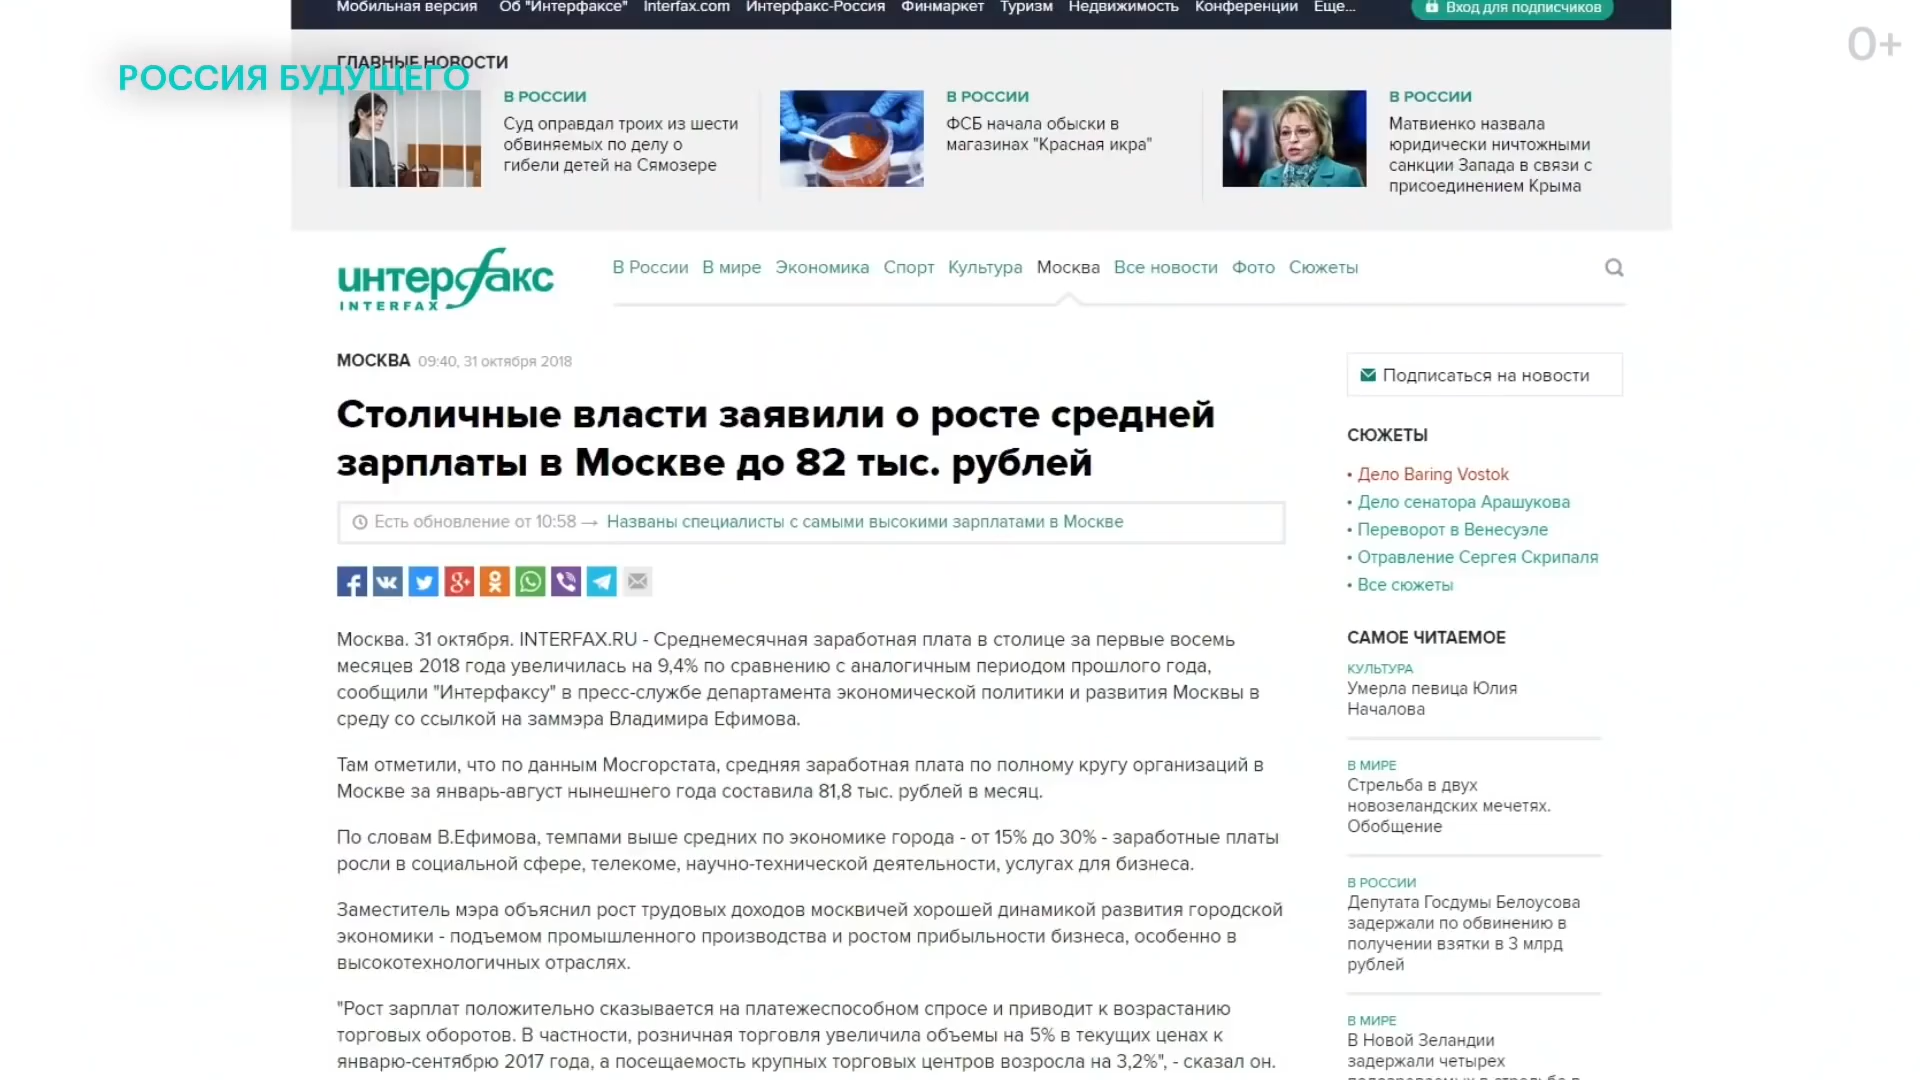 Мобильная версия Об "Интерфаксе" Interfax.com Интерфакс-Россия Финмаркет Туризм Недвижимость Конференции Еще... Вход для подписчиков
0+
ГЛАВНЫЕ НОВОСТИ
РОССИЯ БУДУЩЕГО
В РОССИИ
Суд оправдал троих из шести
обвиняемых по делу о
гибели детей на Сямозере
В РОССИИ
ФСБ начала обыски в
магазинах "Красная икра"
В РОССИИ
Матвиенко назвала
юридически ничтожными
санкции Запада в связи с
присоединением Крыма
интерфакс
INTERFAX
В России В мире Экономика Спорт Культура Москва Все новости Фото Сюжеты
МОСКВА 09:40, 31 октября 2018
Столичные власти заявили о росте средней
зарплаты в Москве до 82 тыс. рублей
Есть обновление от 10:58 → Названы специалисты с самыми высокими зарплатами в Москве
Москва. 31 октября. INTERFAX.RU - Среднемесячная заработная плата в столице за первые восемь
месяцев 2018 года увеличилась на 9,4% по сравнению с аналогичным периодом прошлого года,
сообщили "Интерфаксу" в пресс-службе департамента экономической политики и развития Москвы в
среду со ссылкой на заммэра Владимира Ефимова.
Там отметили, что по данным Мосгорстата, средняя заработная плата по полному кругу организаций в
Москве за январь-август нынешнего года составила 81,8 тыс. рублей в месяц.
По словам В.Ефимова, темпами выше средних по экономике города - от 15% до 30% - заработные платы
росли в социальной сфере, телекоме, научно-технической деятельности, услугах для бизнеса.
Заместитель мэра объяснил рост трудовых доходов москвичей хорошей динамикой развития городской
экономики - подъемом промышленного производства и ростом прибыльности бизнеса, особенно в
высокотехнологичных отраслях.
"Рост зарплат положительно сказывается на платежеспособном спросе и приводит к возрастанию
торговых оборотов. В частности, розничная торговля увеличила объемы на 5% в текущих ценах к
январю-сентябрю 2017 года, а посещаемость крупных торговых центров возросла на 3,2%", - сказал он.
Подписаться на новости
СЮЖЕТЫ
• Дело Baring Vostok
• Дело сенатора Арашукова
• Переворот в Венесуэле
• Отравление Сергея Скрипаля
• Все сюжеты
САМОЕ ЧИТАЕМОЕ
КУЛЬТУРА
Умерла певица Юлия
Началова
В МИРЕ
Стрельба в двух
новозеландских мечетях.
Обобщение
В РОССИИ
Депутата Госдумы Белоусова
задержали по обвинению в
получении взятки в 3 млрд
рублей
В МИРЕ
В Новой Зеландии
задержали четырех